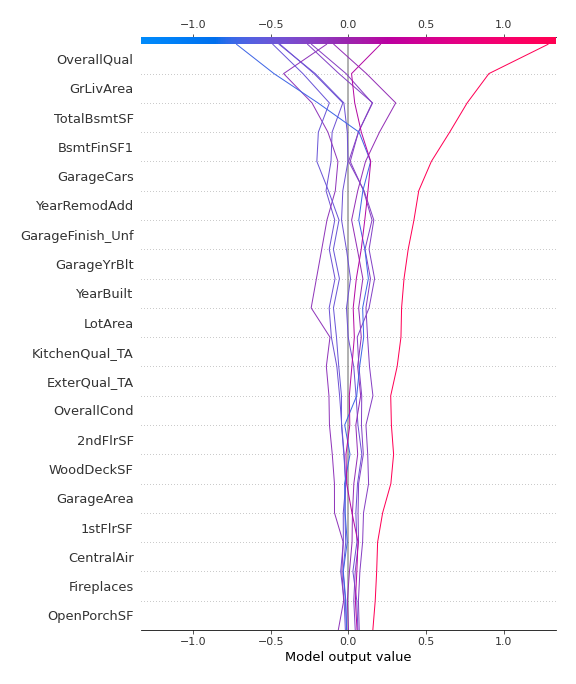 −1.0 −0.5 0.0 0.5 1.0
OverallQual
GrLivArea
TotalBsmtSF
BsmtFinSF1
GarageCars
YearRemodAdd
GarageFinish_Unf
GarageYrBlt
YearBuilt
LotArea
KitchenQual_TA
ExterQual_TA
OverallCond
2ndFlrSF
WoodDeckSF
GarageArea
1stFlrSF
CentralAir
Fireplaces
OpenPorchSF
−1.0 −0.5 0.0 0.5 1.0
Model output value